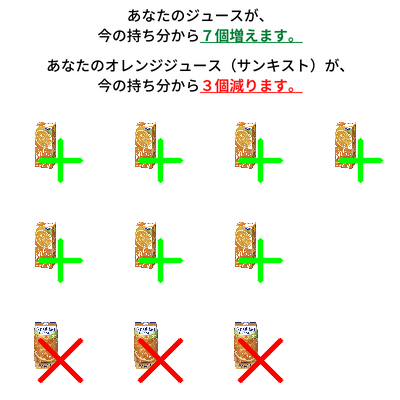 あなたのジュースが、
今の持ち分から７個増えます。
あなたのオレンジジュース（サンキスト）が、
今の持ち分から３個減ります。